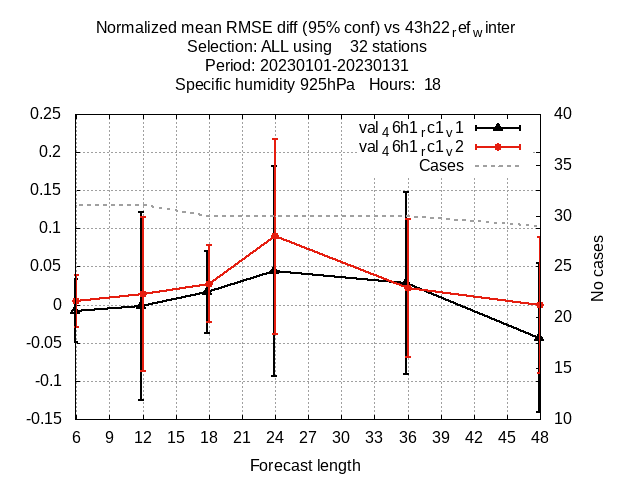 Normalized mean RMSE diff (95% conf) vs 43h22refwinter
Selection: ALL using 32 stations
Period: 20230101-20230131
Specific humidity 925hPa Hours: 18
0.25
0.2
0.15
0.1
0.05
0
-0.05
-0.1
-0.15
40
35
30
25
20
15
10
val46h1rc1v1
val46h1rc1v2
Cases
No cases
6 9 12 15 18 21 24 27 30 33 36 39 42 45 48
Forecast length